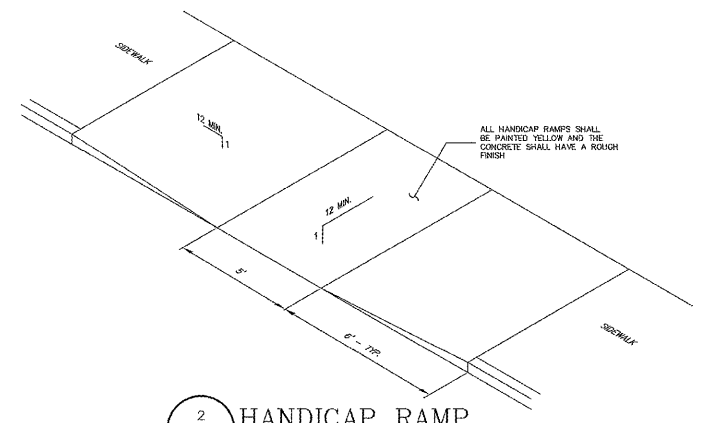 SIDEWALK
12 MIN.
1
ALL HANDICAP RAMPS SHALL
BE PAINTED YELLOW AND THE
CONCRETE SHALL HAVE A ROUGH
FINISH
12 MIN.
1
5'
6' - TYP.
SIDEWALK
2
HANDICAP RAMP